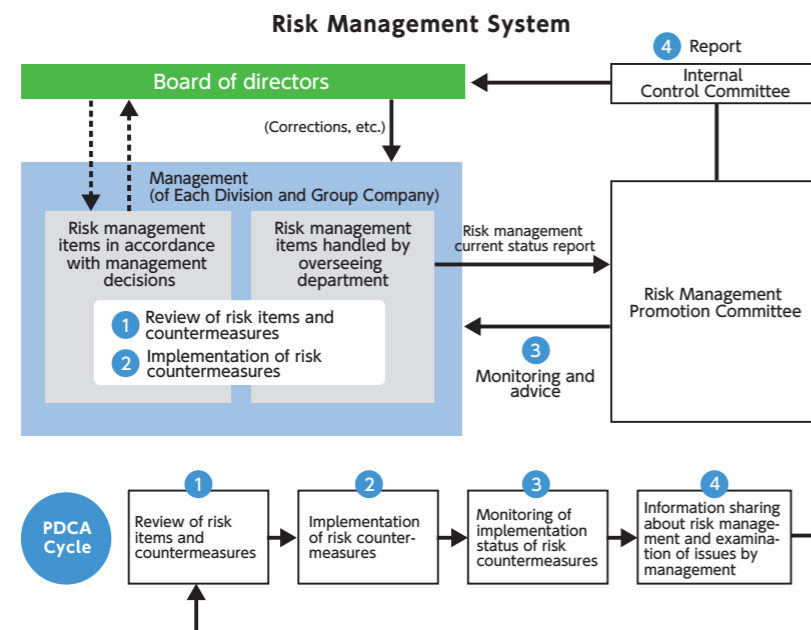 Risk Management System
4 Report
Board of directors
Internal
Control Committee
(Corrections, etc.)
Management
(of Each Division and Group Company)
Risk management
items in accordance
with management
decisions
Risk management
items handled by
overseeing
department
Risk management
current status report
Risk Management
Promotion Committee
1 Review of risk items and
countermeasures
2 Implementation of risk
countermeasures
3
Monitoring and
advice
PDCA
Cycle
1
Review of risk
items and
countermeasures
2
Implementation
of risk counter-
measures
3
Monitoring of
implementation
status of risk
countermeasures
4
Information sharing
about risk manage-
ment and examina-
tion of issues by
management